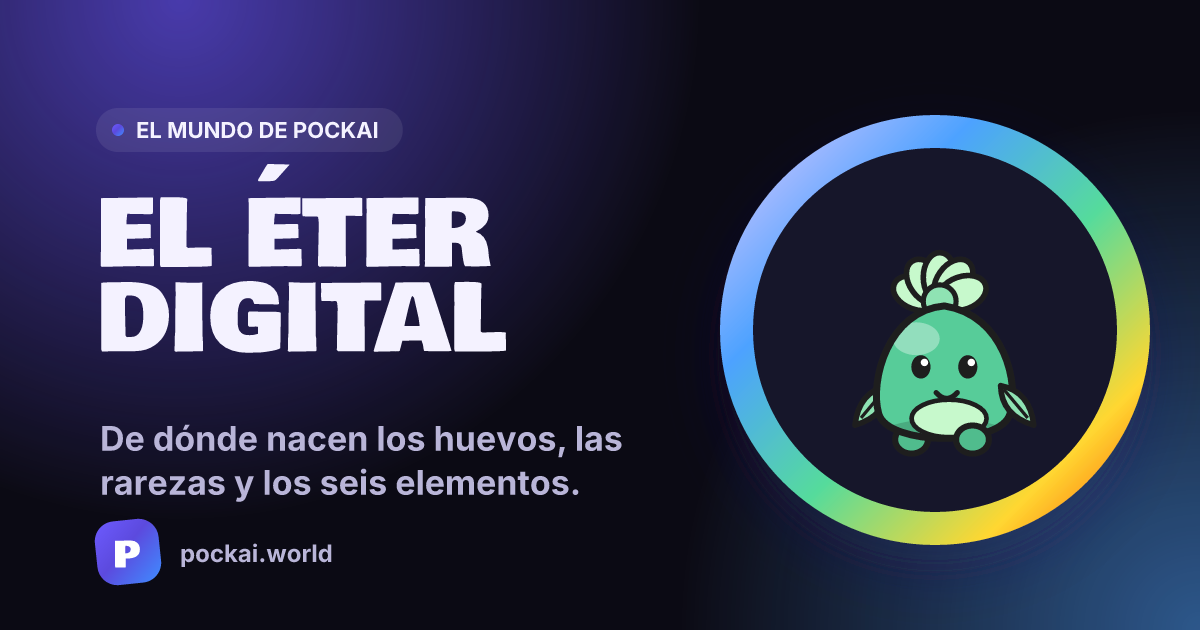 EL MUNDO DE POCKAI
EL ÉTER
DIGITAL
De dónde nacen los huevos, las
rarezas y los seis elementos.
P
pockai.world